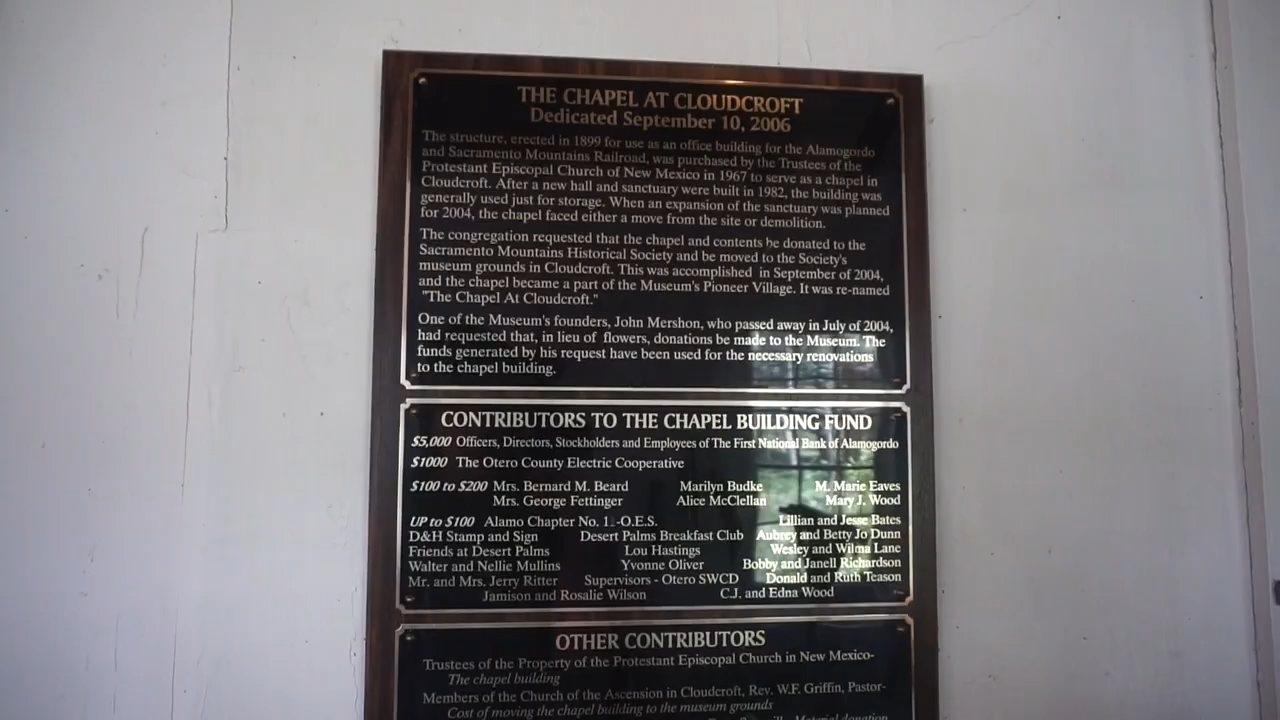 THE CHAPEL AT CLOUDCROFT
Dedicated September 10, 2006
The structure, erected in 1899 for use as an office building for the Alamogordo
and Sacramento Mountains Railroad, was purchased by the Trustees of the
Protestant Episcopal Church of New Mexico in 1967 to serve as a chapel in
Cloudcroft. After a new hall and sanctuary were built in 1982, the building was
generally used just for storage. When an expansion of the sanctuary was planned
for 2004, the chapel faced either a move from the site or demolition.
The congregation requested that the chapel and contents be donated to the
Sacramento Mountains Historical Society and be moved to the Society's
museum grounds in Cloudcroft. This was accomplished in September of 2004,
and the chapel became a part of the Museum's Pioneer Village. It was re-named
"The Chapel At Cloudcroft."
One of the Museum's founders, John Mershon, who passed away in July of 2004,
had requested that, in lieu of flowers, donations be made to the Museum. The
funds generated by his request have been used for the necessary renovations
to the chapel building.
CONTRIBUTORS TO THE CHAPEL BUILDING FUND
$5,000 Officers, Directors, Stockholders and Employees of The First National Bank of Alamogordo
$1000 The Otero County Electric Cooperative
$100 to $200 Mrs. Bernard M. Beard Marilyn Budke M. Marie Eaves
Mrs. George Fettinger Alice McClellan Mary J. Wood
UP to $100 Alamo Chapter No. 1.-O.E.S. Lillian and Jesse Bates
D&H Stamp and Sign Desert Palms Breakfast Club Aubrey and Betty Jo Dunn
Friends at Desert Palms Lou Hastings Wesley and Wilma Lane
Walter and Nellie Mullins Yvonne Oliver Bobby and Janell Richardson
Mr. and Mrs. Jerry Ritter Supervisors - Otero SWCD Donald and Ruth Teason
Jamison and Rosalie Wilson C.J. and Edna Wood
OTHER CONTRIBUTORS
Trustees of the Property of the Protestant Episcopal Church in New Mexico-
The chapel building
Members of the Church of the Ascension in Cloudcroft, Rev. W.F. Griffin, Pastor-
Cost of moving the chapel building to the museum grounds
Material donation